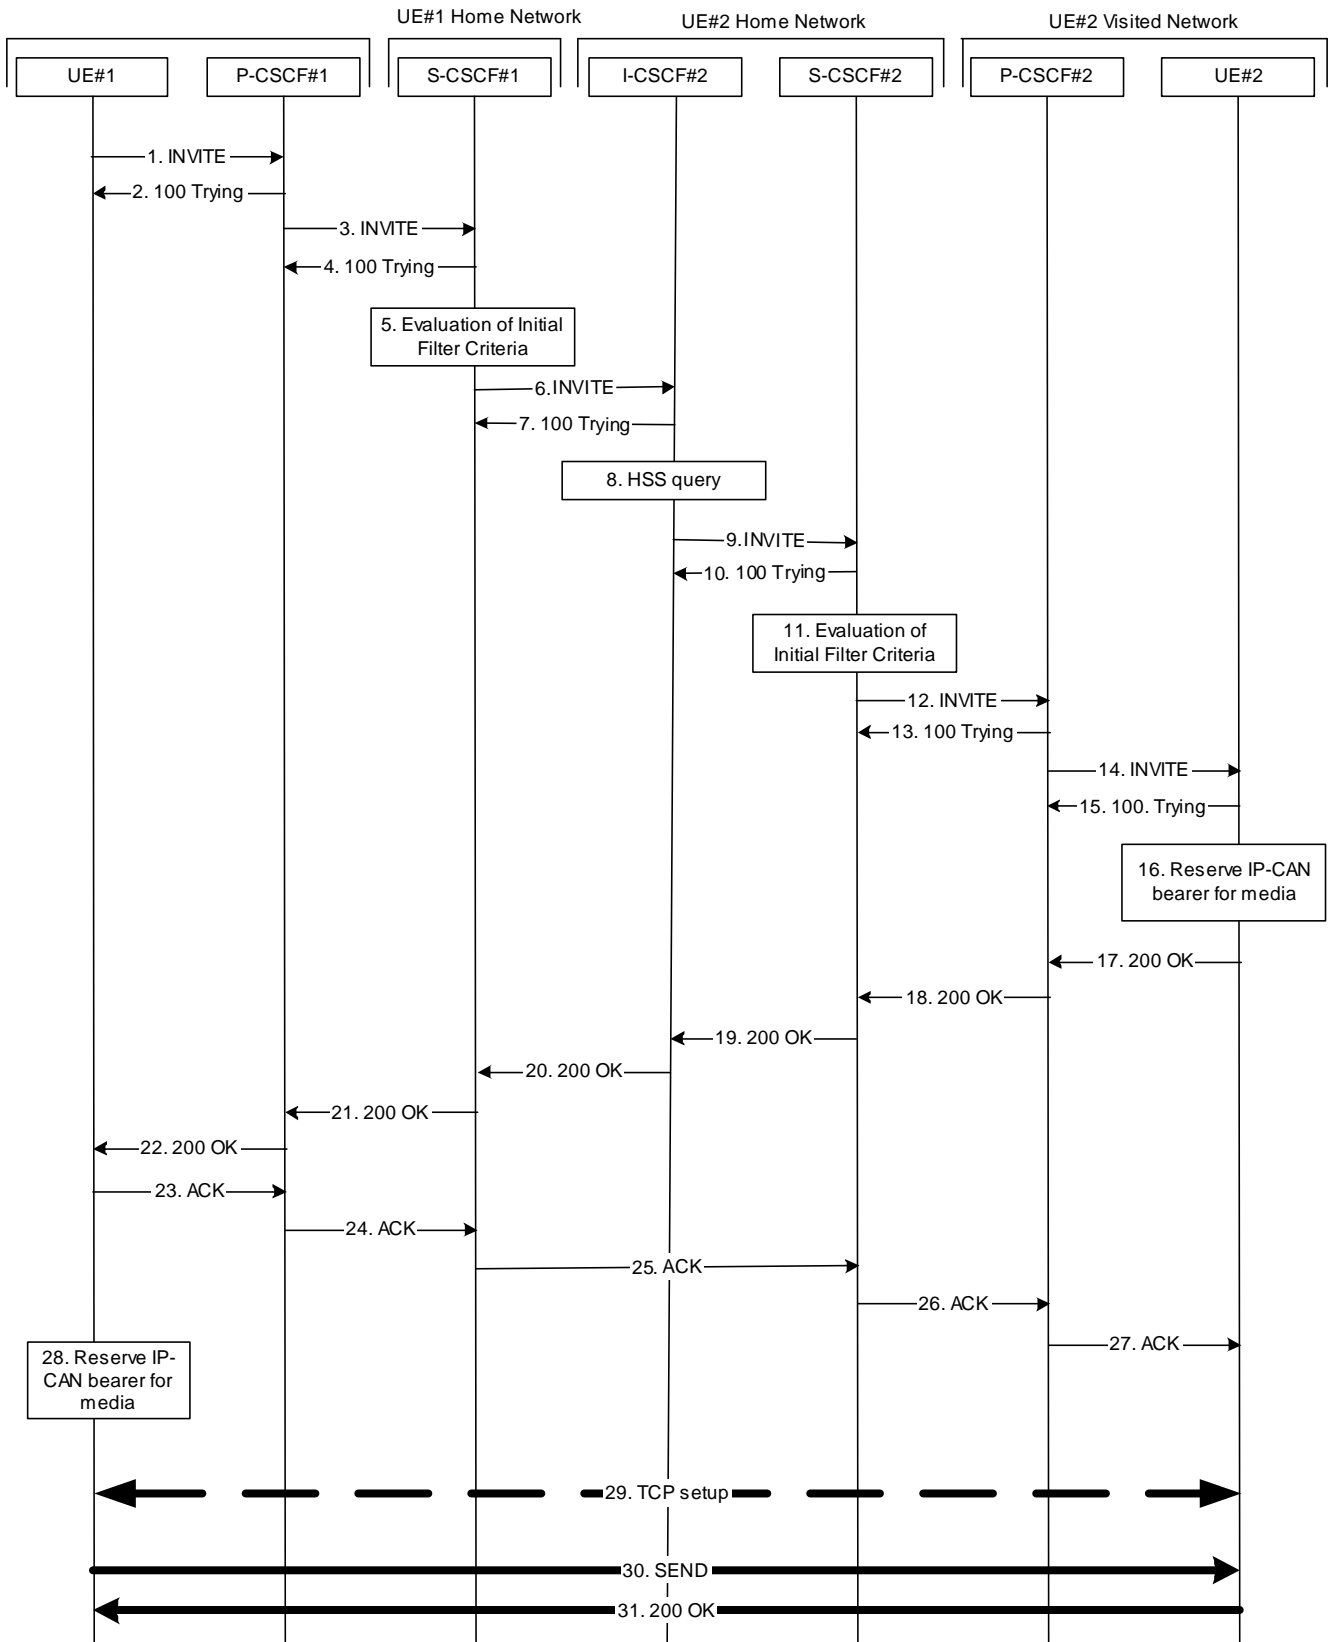 UE#1 Home Network
UE#2 Home Network
UE#2 Visited Network
UE#1
P-CSCF#1
S-CSCF#1
I-CSCF#2
S-CSCF#2
P-CSCF#2
UE#2
1. INVITE
2. 100 Trying
3. INVITE
4. 100 Trying
5. Evaluation of Initial
Filter Criteria
6.INVITE
7. 100 Trying
8. HSS query
9.INVITE
10. 100 Trying
11. Evaluation of
Initial Filter Criteria
12. INVITE
13. 100 Trying
14. INVITE
15. 100. Trying
16. Reserve IP-CAN
bearer for media
17. 200 OK
18. 200 OK
19. 200 OK
20. 200 OK
21. 200 OK
22. 200 OK
23. ACK
24. ACK
25. ACK
26. ACK
27. ACK
28. Reserve IP-
CAN bearer for
media
29. TCP setup
30. SEND
31. 200 OK